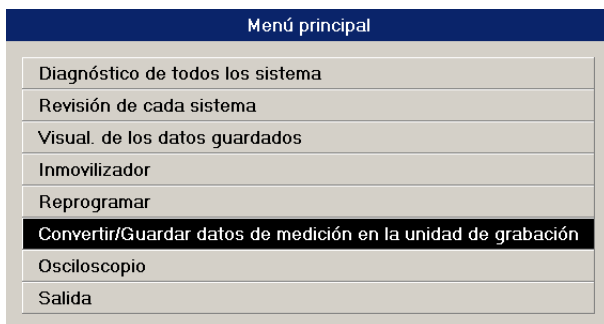 Menú principal
Diagnóstico de todos los sistema
Revisión de cada sistema
Visual. de los datos guardados
Inmovilizador
Reprogramar
Convertir/Guardar datos de medición en la unidad de grabación
Osciloscopio
Salida